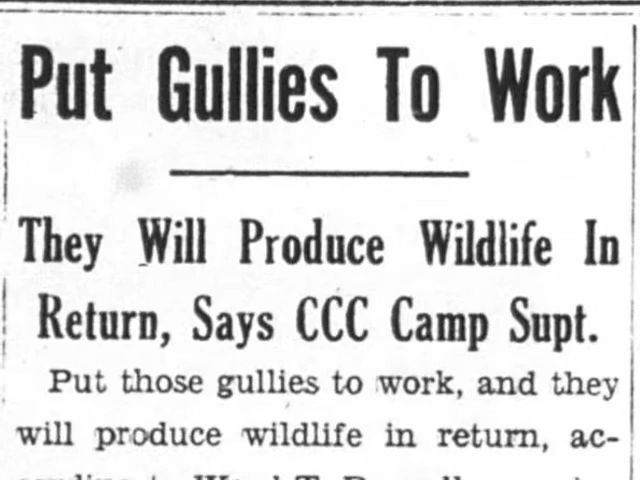 Put Gullies To Work
They Will Produce Wildlife In
Return, Says CCC Camp Supt.
Put those gullies to work, and they
will produce wildlife in return, ac-